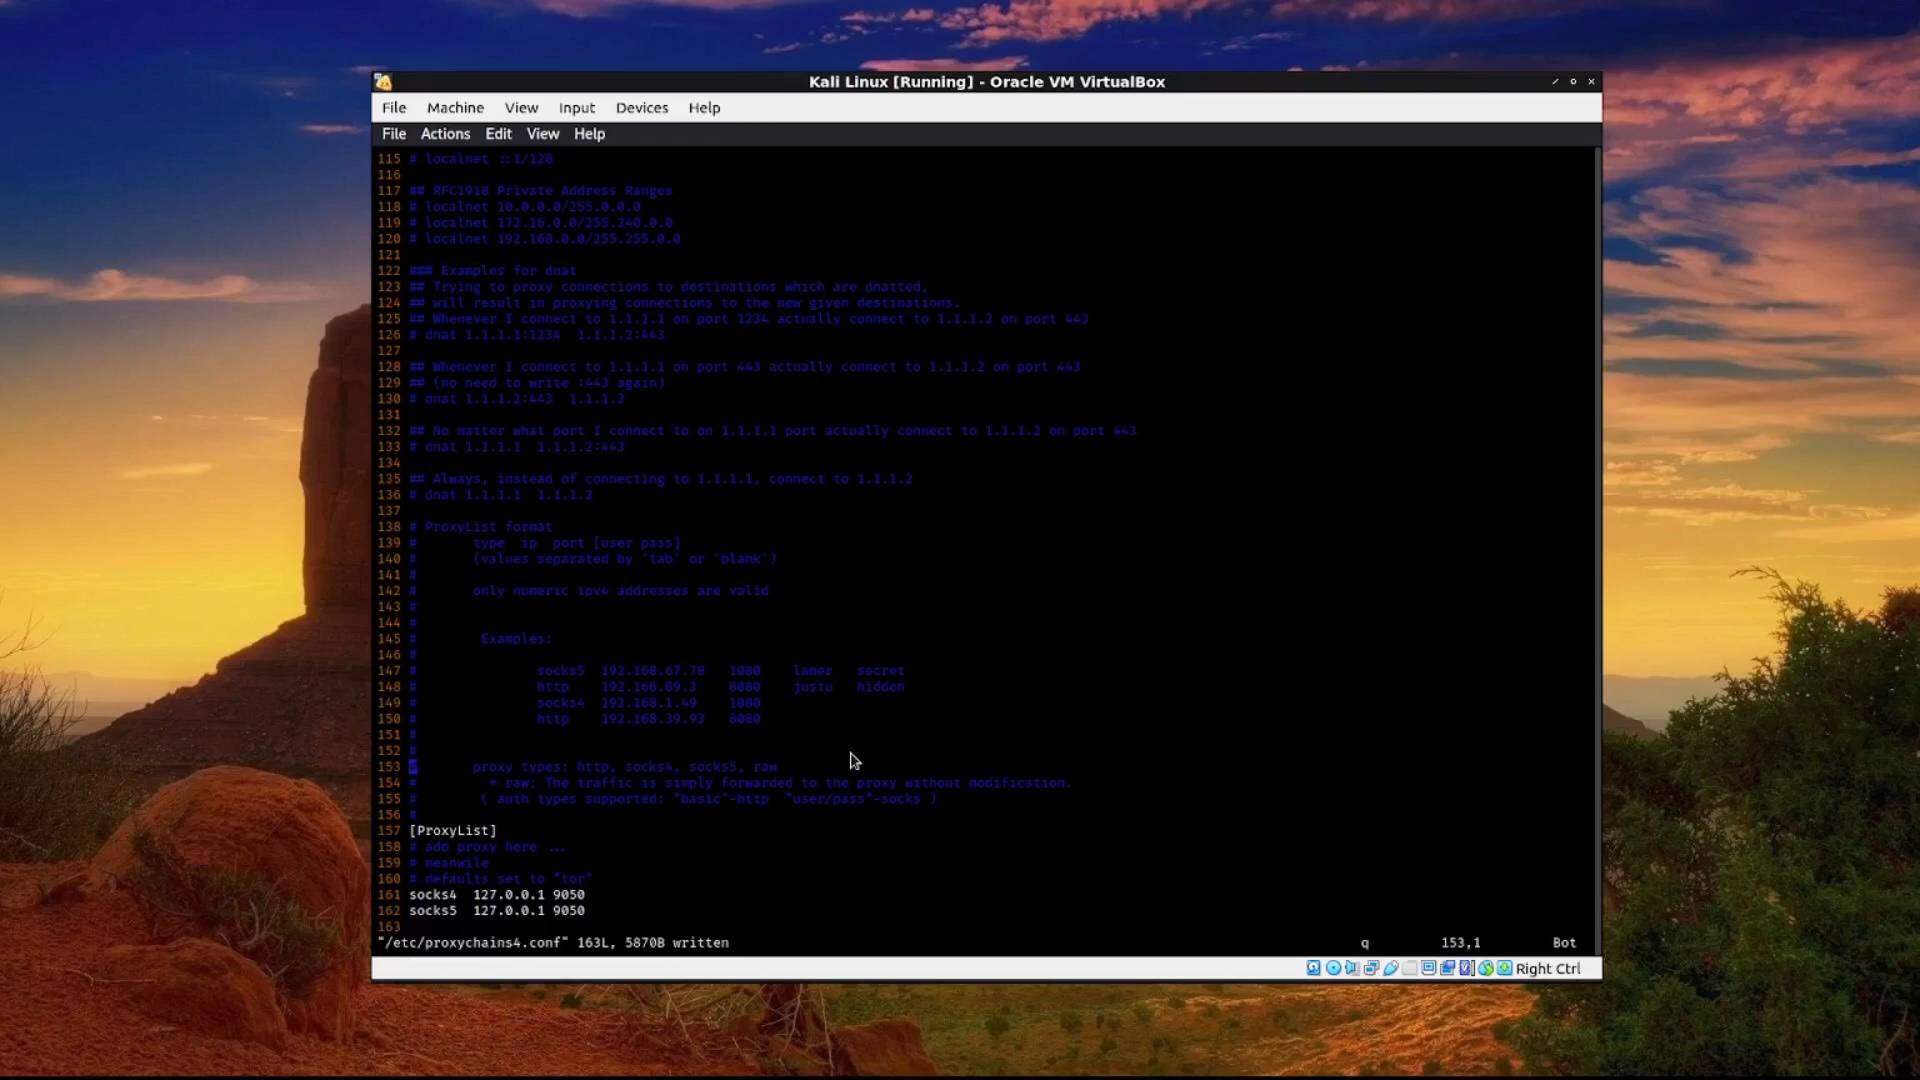 Kali Linux [Running] - Oracle VM VirtualBox
File Machine View Input Devices Help
File Actions Edit View Help
115 # localnet ::1/128
116
117 ## RFC1918 Private Address Ranges
118 # localnet 10.0.0.0/255.0.0.0
119 # localnet 172.16.0.0/255.240.0.0
120 # localnet 192.168.0.0/255.255.0.0
121
122 ### Examples for dnat
123 ## Trying to proxy connections to destinations which are dnatted,
124 ## will result in proxying connections to the new given destinations.
125 ## Whenever I connect to 1.1.1.1 on port 1234 actually connect to 1.1.1.2 on port 443
126 # dnat 1.1.1.1:1234  1.1.1.2:443
127
128 ## Whenever I connect to 1.1.1.1 on port 443 actually connect to 1.1.1.2 on port 443
129 ## (no need to write :443 again)
130 # dnat 1.1.1.2:443  1.1.1.2
131
132 ## No matter what port I connect to on 1.1.1.1 port actually connect to 1.1.1.2 on port 443
133 # dnat 1.1.1.1  1.1.1.2:443
134
135 ## Always, instead of connecting to 1.1.1.1, connect to 1.1.1.2
136 # dnat 1.1.1.1  1.1.1.2
137
138 # ProxyList format
139 #       type  ip  port [user pass]
140 #       (values separated by 'tab' or 'blank')
141 #
142 #       only numeric ipv4 addresses are valid
143 #
144 #
145 #        Examples:
146 #
147 #               socks5  192.168.67.78   1080    lamer   secret
148 #               http    192.168.89.3    8080    justu   hidden
149 #               socks4  192.168.1.49    1080
150 #               http    192.168.39.93   8080
151 #
152 #
153 #       proxy types: http, socks4, socks5, raw
154 #         * raw: The traffic is simply forwarded to the proxy without modification.
155 #        ( auth types supported: "basic"-http  "user/pass"-socks )
156 #
157 [ProxyList]
158 # add proxy here ...
159 # meanwile
160 # defaults set to "tor"
161 socks4  127.0.0.1 9050
162 socks5  127.0.0.1 9050
163
"/etc/proxychains4.conf" 163L, 5870B written q 153,1 Bot
Right Ctrl